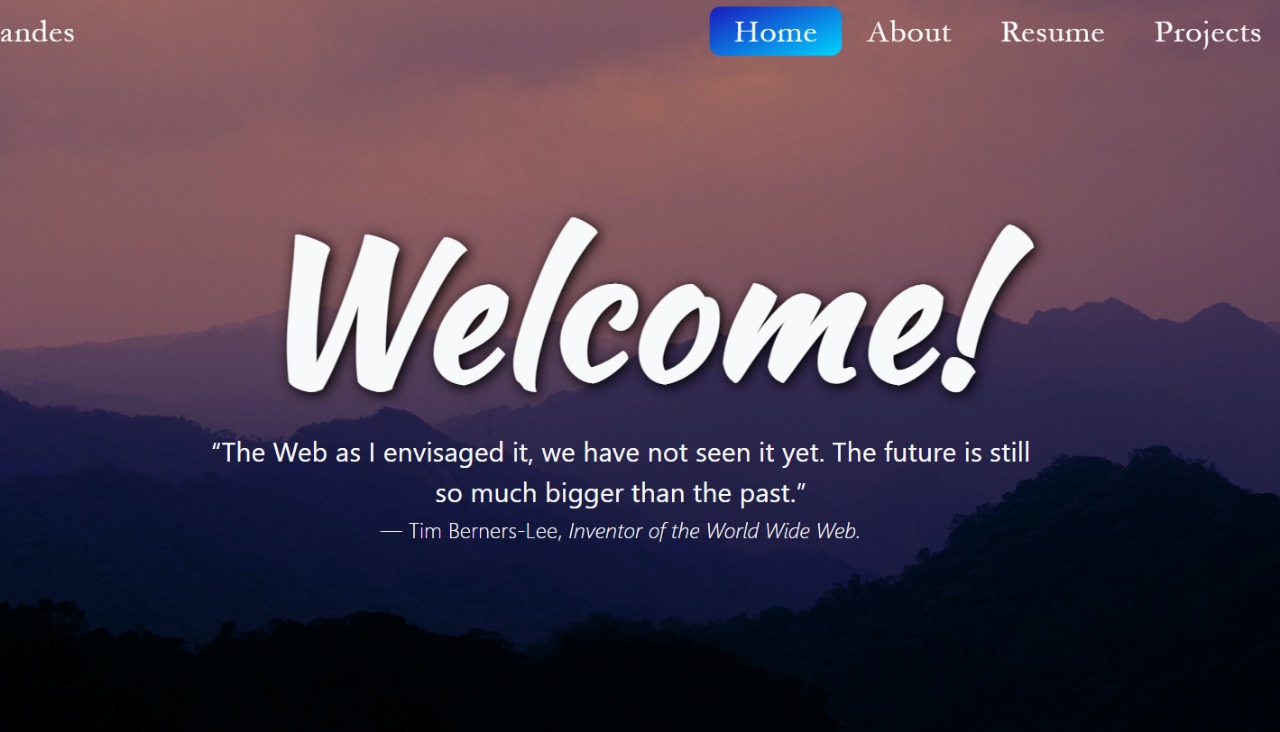 andes Home About Resume Projects
Welcome!
“The Web as I envisaged it, we have not seen it yet. The future is still
so much bigger than the past.”
— Tim Berners-Lee, Inventor of the World Wide Web.